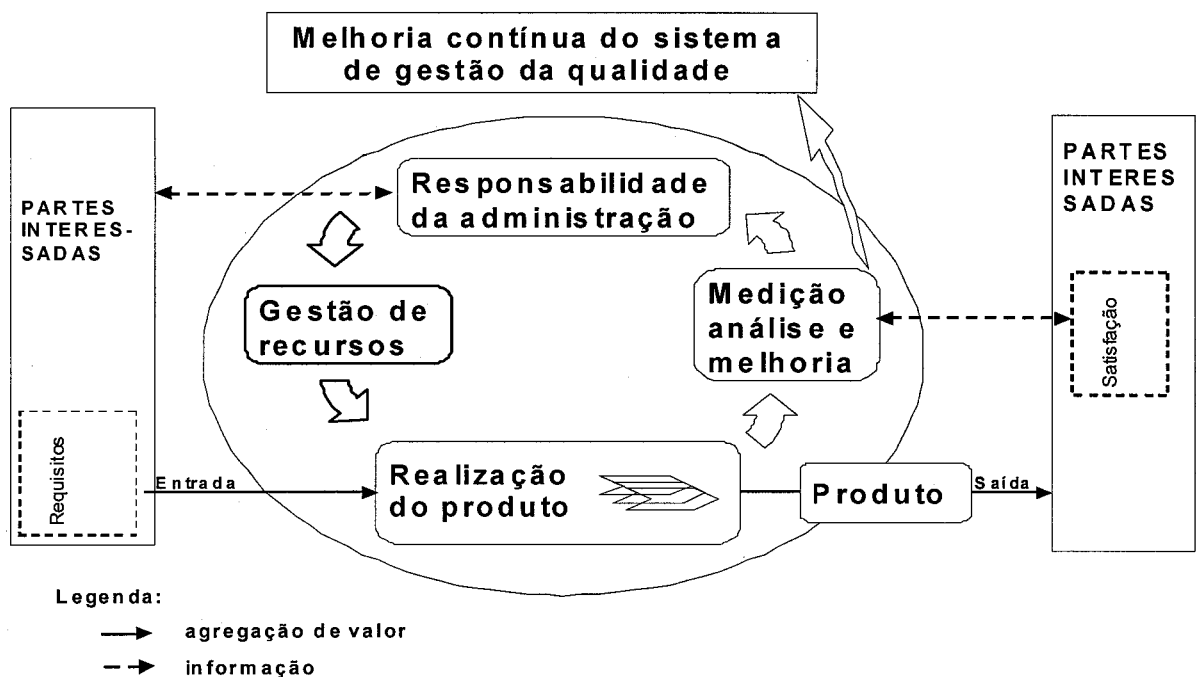 Melhoria contínua do sistema
de gestão da qualidade
PARTES
INTERES-
SADAS
Requisitos
Responsabilidade
da administração
Gestão de
recursos
Medição
análise e
melhoria
PARTES
INTERES
SADAS
Satisfação
Entrada
Realização
do produto
Produto
Saída
Legenda:
agregação de valor
informação